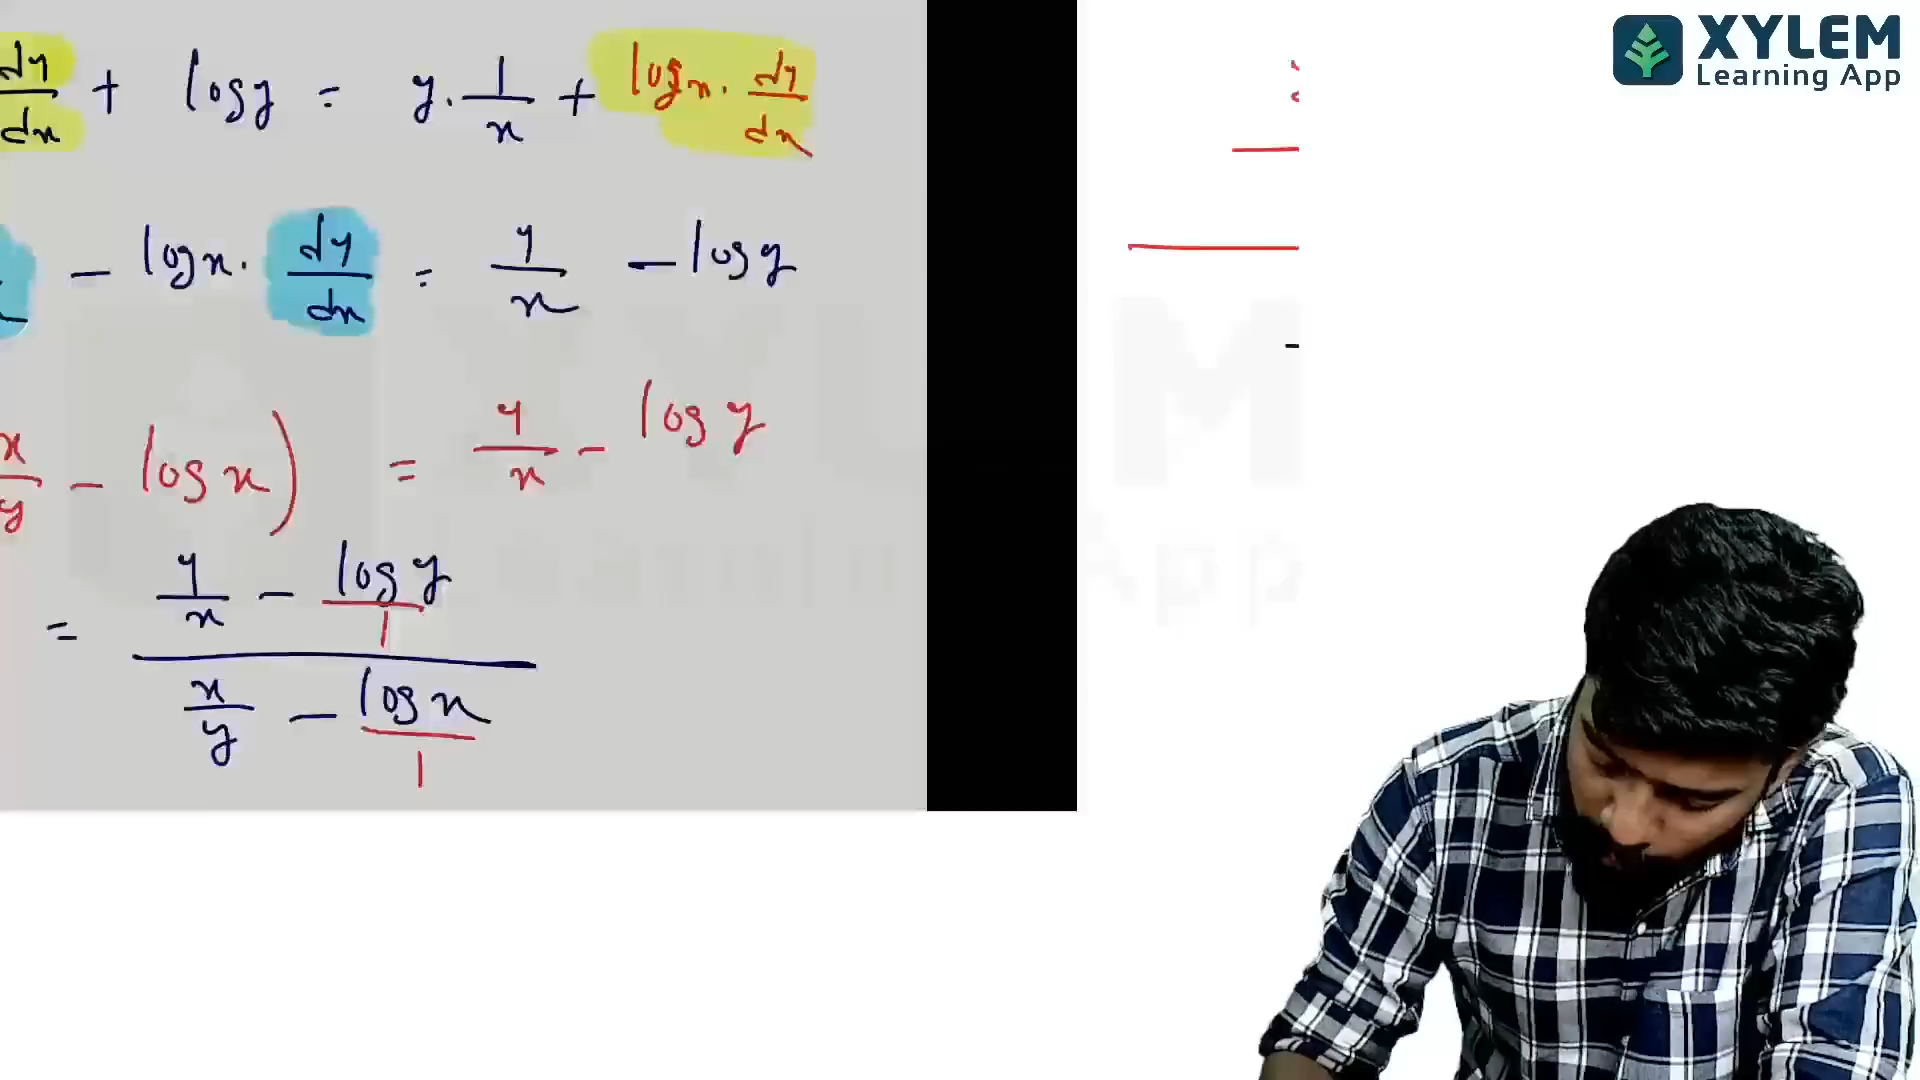 dy/dx + log y = y · 1/x + log x · dy/dx
XYLEM
Learning App
- log x · dy/dx = y/x - log y
x/y - log x) = y/x - log y
= (y/x - log y/1) / (x/y - log x/1)